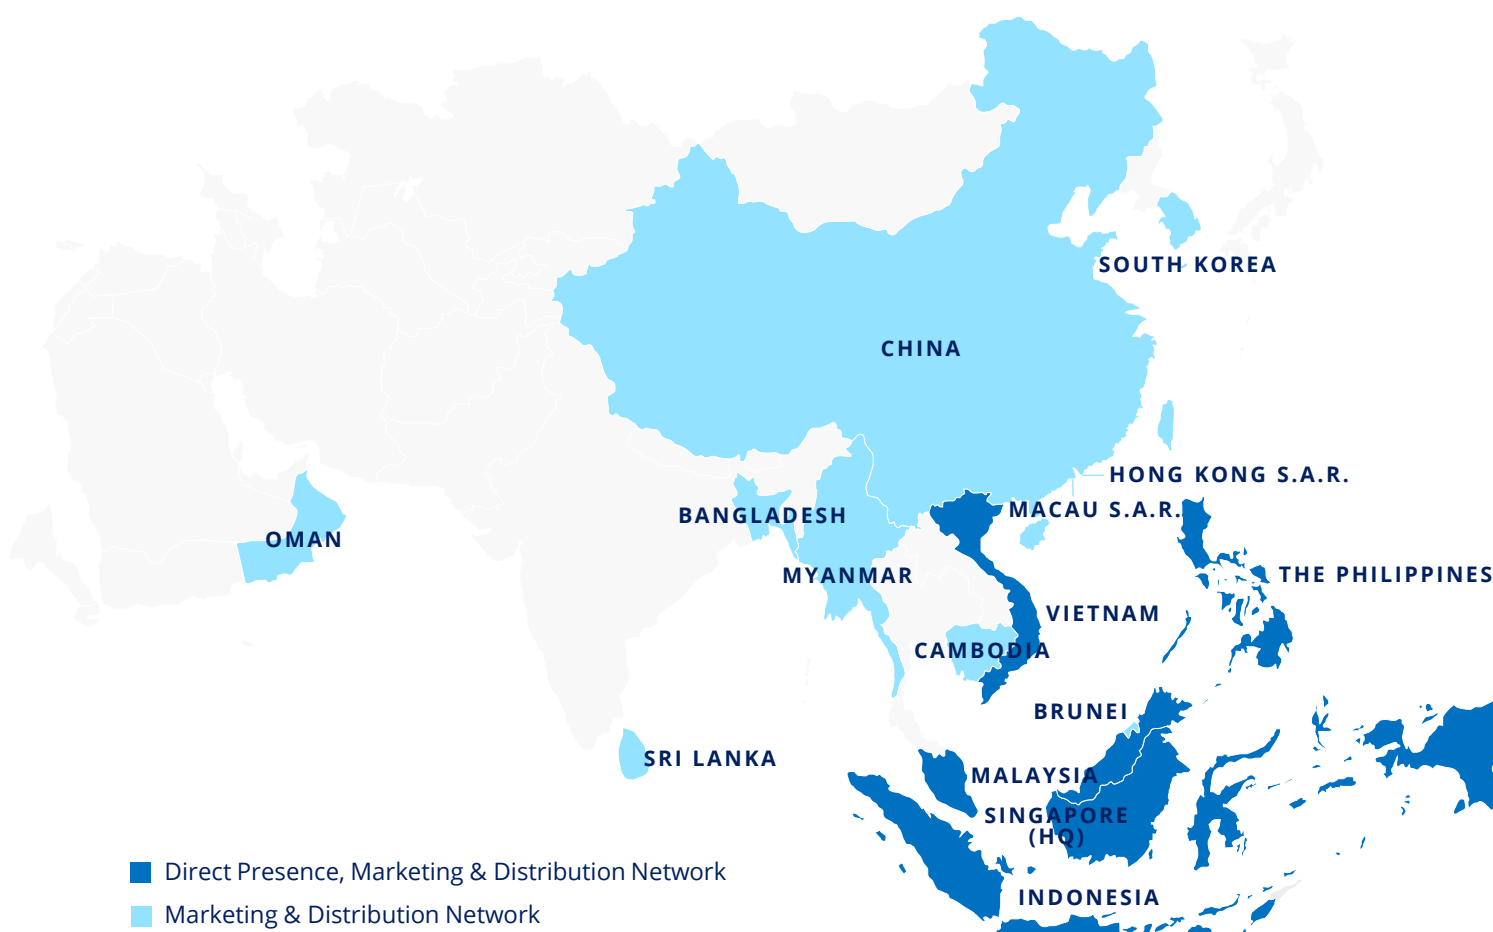 SOUTH KOREA
CHINA
HONG KONG S.A.R.
MACAU S.A.R.
BANGLADESH
OMAN
MYANMAR
THE PHILIPPINES
VIETNAM
CAMBODIA
BRUNEI
SRI LANKA
MALAYSIA
SINGAPORE
(HQ)
INDONESIA
Direct Presence, Marketing & Distribution Network
Marketing & Distribution Network